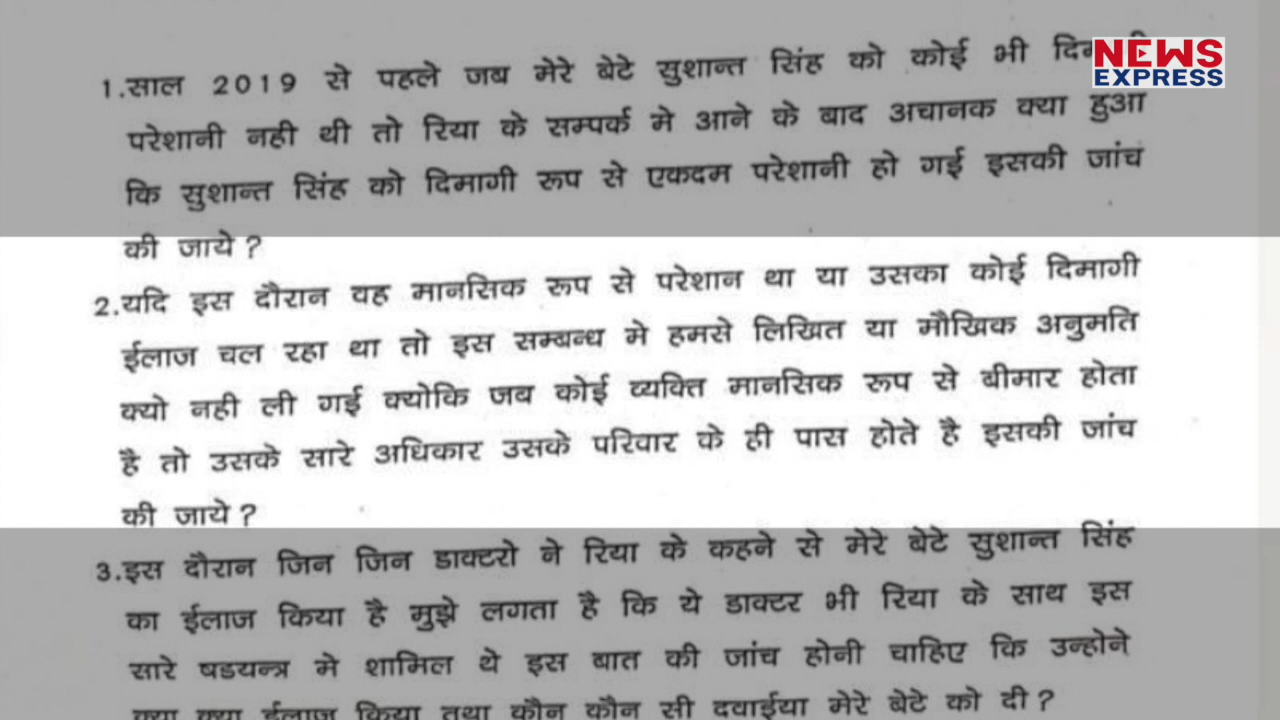 NEWS
EXPRESS
1.साल 2019 से पहले जब मेरे बेटे सुशान्त सिंह को कोई भी
परेशानी नही थी तो रिया के सम्पर्क मे आने के बाद अचानक क्या हुआ
कि सुशान्त सिंह को दिमागी रूप से एकदम परेशानी हो गई इसकी जांच
की जाये ?
2.यदि इस दौरान वह मानसिक रूप से परेशान था या उसका कोई दिमागी
ईलाज चल रहा था तो इस सम्बन्ध मे हमसे लिखित या मौखिक अनुमति
क्यो नही ली गई क्योकि जब कोई व्यक्ति मानसिक रूप से बीमार होता
है तो उसके सारे अधिकार उसके परिवार के ही पास होते है इसकी जांच
की जाये ?
3.इस दौरान जिन जिन डाक्टरो ने रिया के कहने से मेरे बेटे सुशान्त सिंह
का ईलाज किया है मुझे लगता है कि ये डाक्टर भी रिया के साथ इस
सारे षडयन्त्र मे शामिल थे इस बात की जांच होनी चाहिए कि उन्होने
क्या क्या ईलाज किया तथा कौन कौन सी दवाईया मेरे बेटे को दी ?